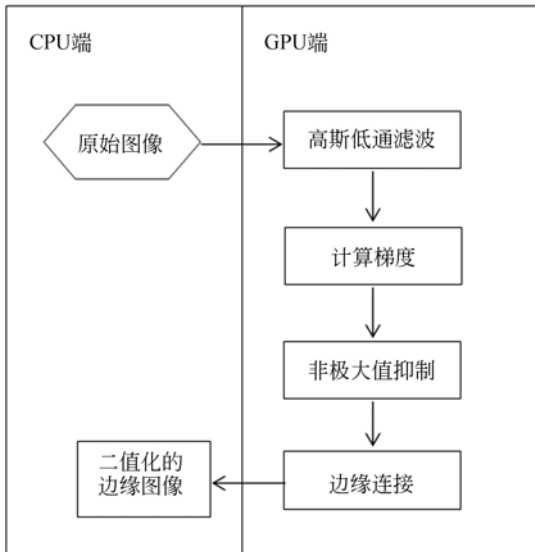 CPU端
GPU端
原始图像
高斯低通滤波
计算梯度
非极大值抑制
二值化的
边缘图像
边缘连接